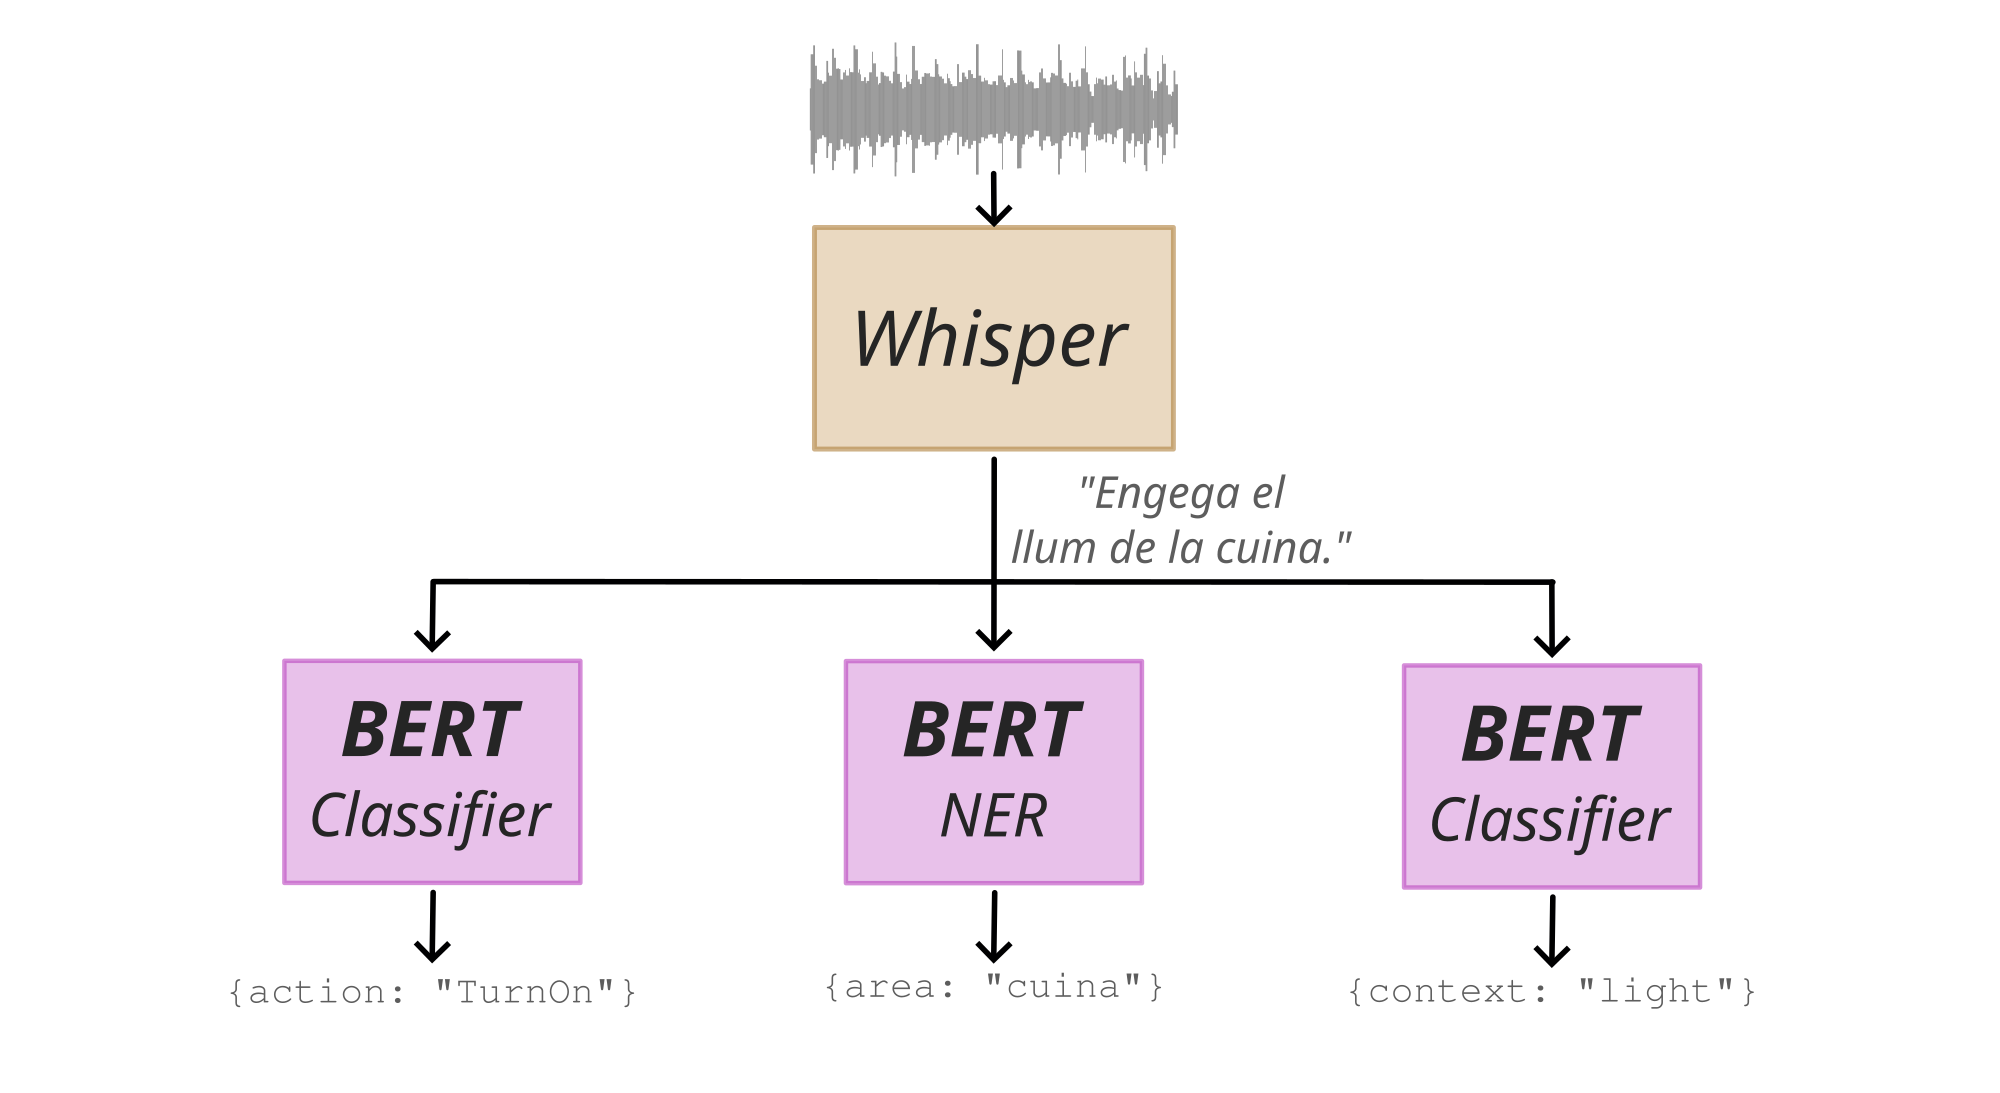 Whisper
"Engega el
llum de la cuina."
BERT
Classifier
BERT
NER
BERT
Classifier
{action: "TurnOn"}
{area: "cuina"}
{context: "light"}